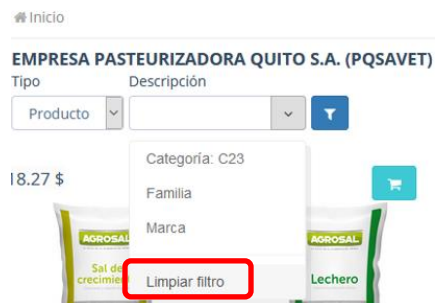 Inicio
EMPRESA PASTEURIZADORA QUITO S.A. (PQSAVET)
Tipo Descripción
Producto
18.27 $
Categoría: C23
Familia
Marca
Limpiar filtro
AGROSAL
Sal de
crecimien
AGROSAL
Lechero